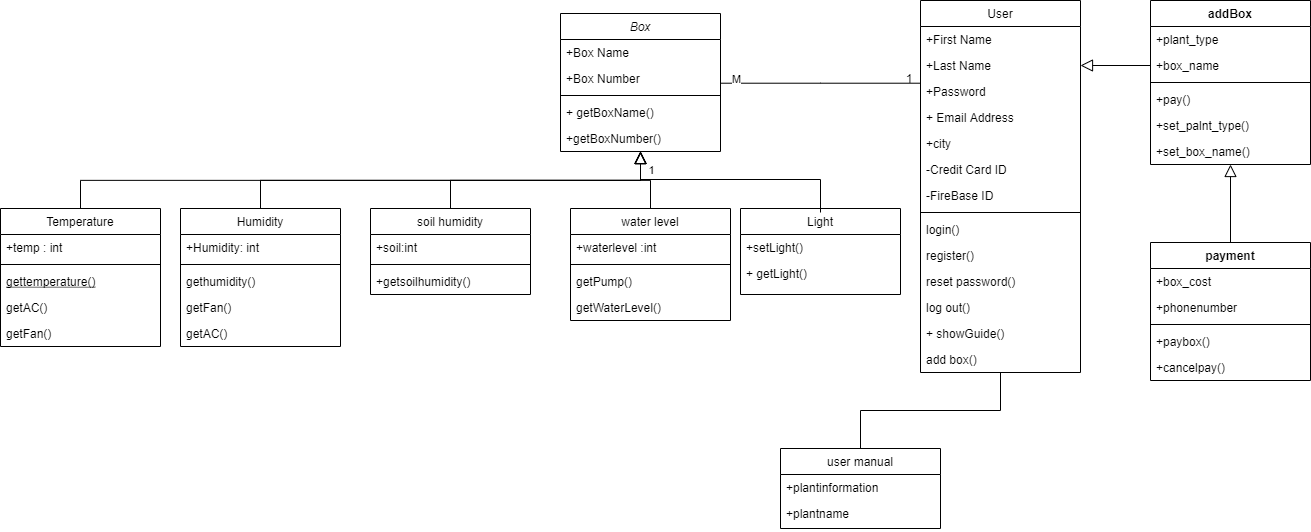 Box
+Box Name
+Box Number
+ getBoxName()
+getBoxNumber()
M
1
User
+First Name
+Last Name
+Password
+ Email Address
+city
-Credit Card ID
-FireBase ID
login()
register()
reset password()
log out()
+ showGuide()
add box()
addBox
+plant_type
+box_name
+pay()
+set_palnt_type()
+set_box_name()
1
Temperature
+temp : int
gettemperature()
getAC()
getFan()
Humidity
+Humidity: int
gethumidity()
getFan()
getAC()
soil humidity
+soil:int
+getsoilhumidity()
water level
+waterlevel :int
getPump()
getWaterLevel()
Light
+setLight()
+ getLight()
payment
+box_cost
+phonenumber
+paybox()
+cancelpay()
user manual
+plantinformation
+plantname